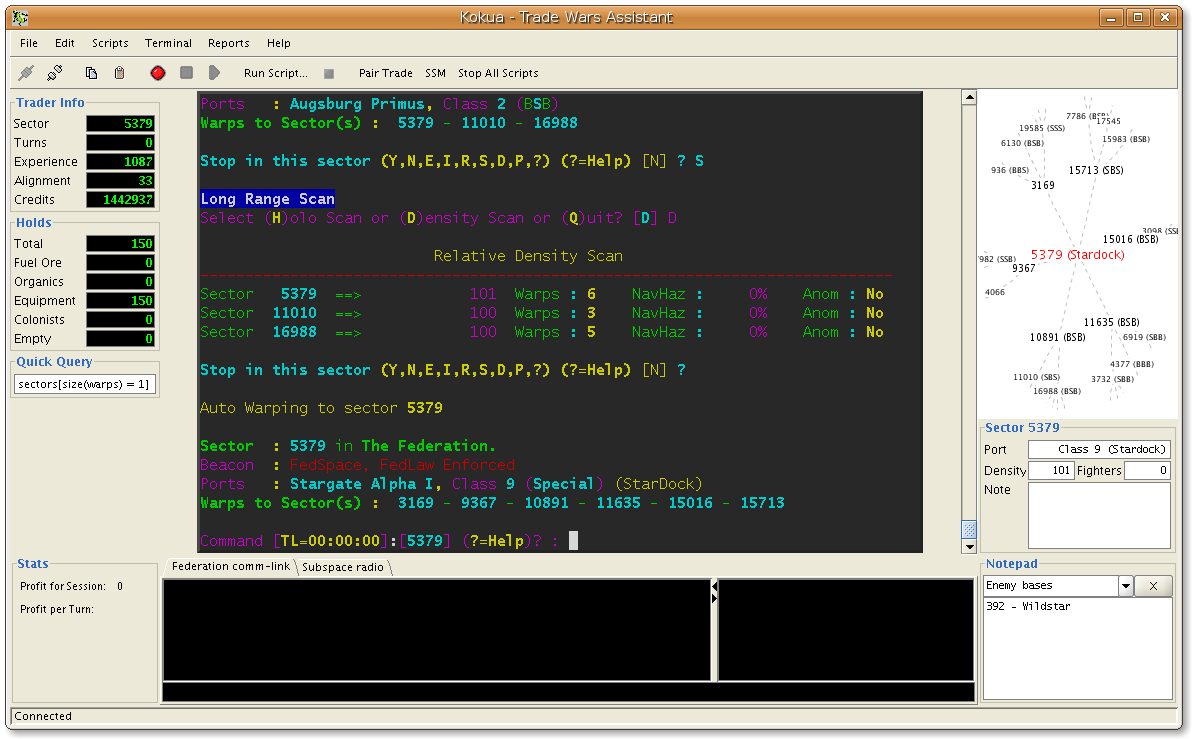 Kokua - Trade Wars Assistant
File Edit Scripts Terminal Reports Help
Run Script... Pair Trade SSM Stop All Scripts
Trader Info
Sector 5379
Turns 0
Experience 1087
Alignment 33
Credits 1442937
Holds
Total 150
Fuel Ore 0
Organics 0
Equipment 150
Colonists 0
Empty 0
Quick Query
sectors[size(warps) = 1]
Ports : Augsburg Primus, Class 2 (BSB)
Warps to Sector(s) : 5379 - 11010 - 16988
Stop in this sector (Y,N,E,I,R,S,D,P,?) (?=Help) [N] ? S
Long Range Scan
Select (H)olo Scan or (D)ensity Scan or (Q)uit? [D] D
Relative Density Scan
Sector 5379 ==> 101 Warps : 6 NavHaz : 0% Anom : No
Sector 11010 ==> 100 Warps : 3 NavHaz : 0% Anom : No
Sector 16988 ==> 100 Warps : 5 NavHaz : 0% Anom : No
Stop in this sector (Y,N,E,I,R,S,D,P,?) (?=Help) [N] ?
Auto Warping to sector 5379
Sector : 5379 in The Federation.
Beacon : FedSpace, FedLaw Enforced
Ports : Stargate Alpha I, Class 9 (Special) (StarDock)
Warps to Sector(s) : 3169 - 9367 - 10891 - 11635 - 15016 - 15713
Command [TL=00:00:00]:[5379] (?=Help)? :
7786 (BSB)
17545
19585 (SSS)
6130 (BSB)
15983 (BSB)
936 (BBS)
15713 (SBS)
3169
3098 (SS
15016 (BSB)
5379 (Stardock)
7982 (SSB)
9367
4066
11635 (BSB)
10891 (BSB)
6919 (SBB)
4377 (BBB)
11010 (SBS)
3732 (SBB)
16988 (BSB)
Sector 5379
Port Class 9 (Stardock)
Density 101 Fighters 0
Note
Stats
Profit for Session: 0
Profit per Turn:
Federation comm-link Subspace radio
Notepad
Enemy bases X
392 - Wildstar
Connected